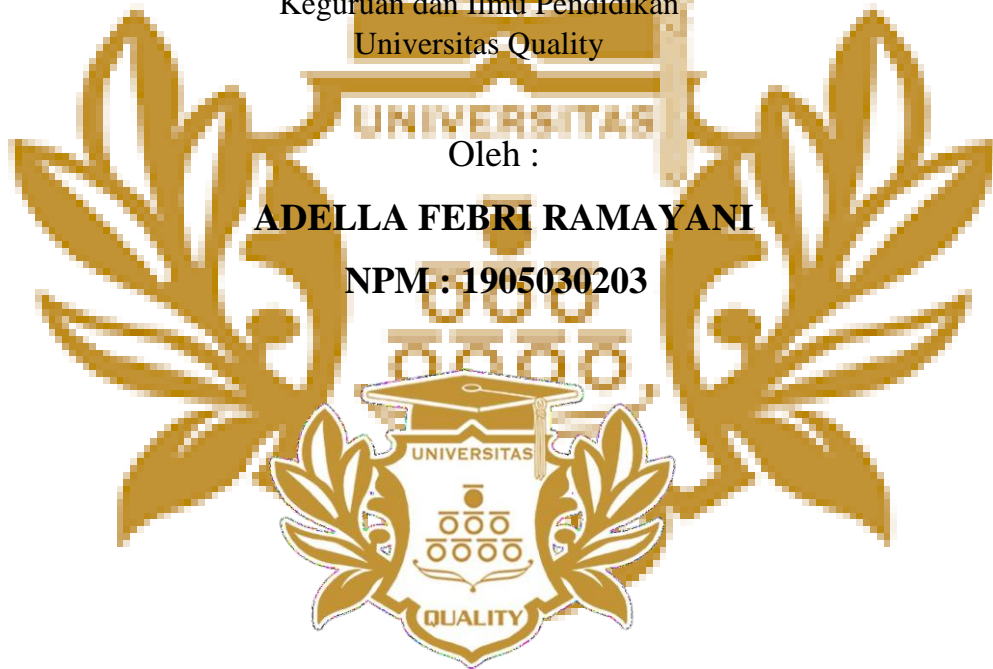 Keguruan dan Ilmu Pendidikan
Universitas Quality
UNIVERSITAS
Oleh :
ADELLA FEBRI RAMAYANI
NPM : 1905030203
UNIVERSITAS
QUALITY